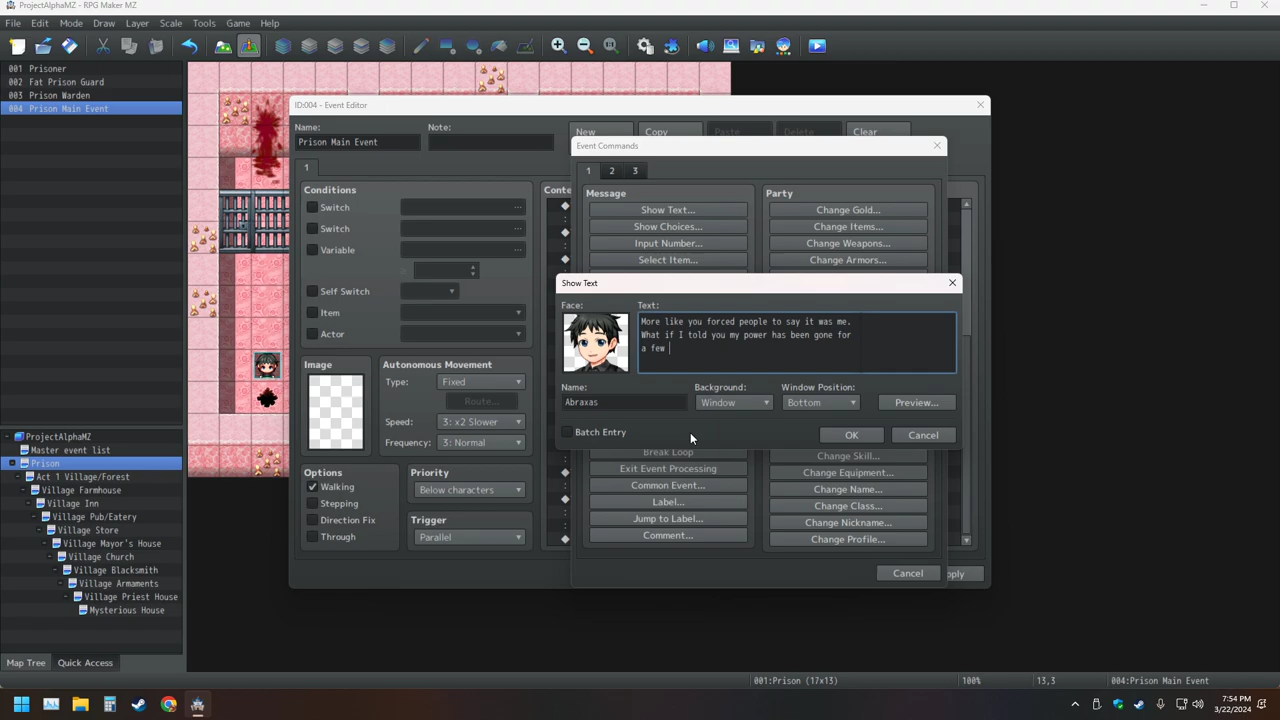 ProjectAlphaMZ - RPG Maker MZ
File Edit Mode Draw Layer Scale Tools Game Help
001 Prisoner
002 Fat Prison Guard
003 Prison Warden
004 Prison Main Event
ID:004 - Event Editor
Name:
Note:
Prison Main Event
New
Copy
Paste
Delete
Clear
1
Conditions
Switch
...
Switch
...
Variable
...
≥
Self Switch
Item
Actor
Image
Autonomous Movement
Type:
Fixed
Route...
Speed:
3: x2 Slower
Frequency:
3: Normal
Options
Walking
Stepping
Direction Fix
Through
Priority
Below characters
Trigger
Parallel
Conte
Event Commands
1 2 3
Message
Party
Show Text...
Change Gold...
Show Choices...
Change Items...
Input Number...
Change Weapons...
Select Item...
Change Armors...
Show Text
Face:
Text:
More like you forced people to say it was me.
What if I told you my power has been gone for
a few
Name:
Background:
Window Position:
Abraxas
Window
Bottom
Preview...
Batch Entry
OK
Cancel
Break Loop
Change Skill...
Exit Event Processing
Change Equipment...
Common Event...
Change Name...
Label...
Change Class...
Jump to Label...
Change Nickname...
Comment...
Change Profile...
Cancel
pply
ProjectAlphaMZ
Master event list
Prison
Act 1 Village/Forest
Village Farmhouse
Village Inn
Village Pub/Eatery
Village Store
Village Mayor's House
Village Church
Village Blacksmith
Village Armaments
Village Priest House
Mysterious House
Map Tree
Quick Access
001:Prison (17x13)
100%
13,3
004:Prison Main Event
7:54 PM
3/22/2024